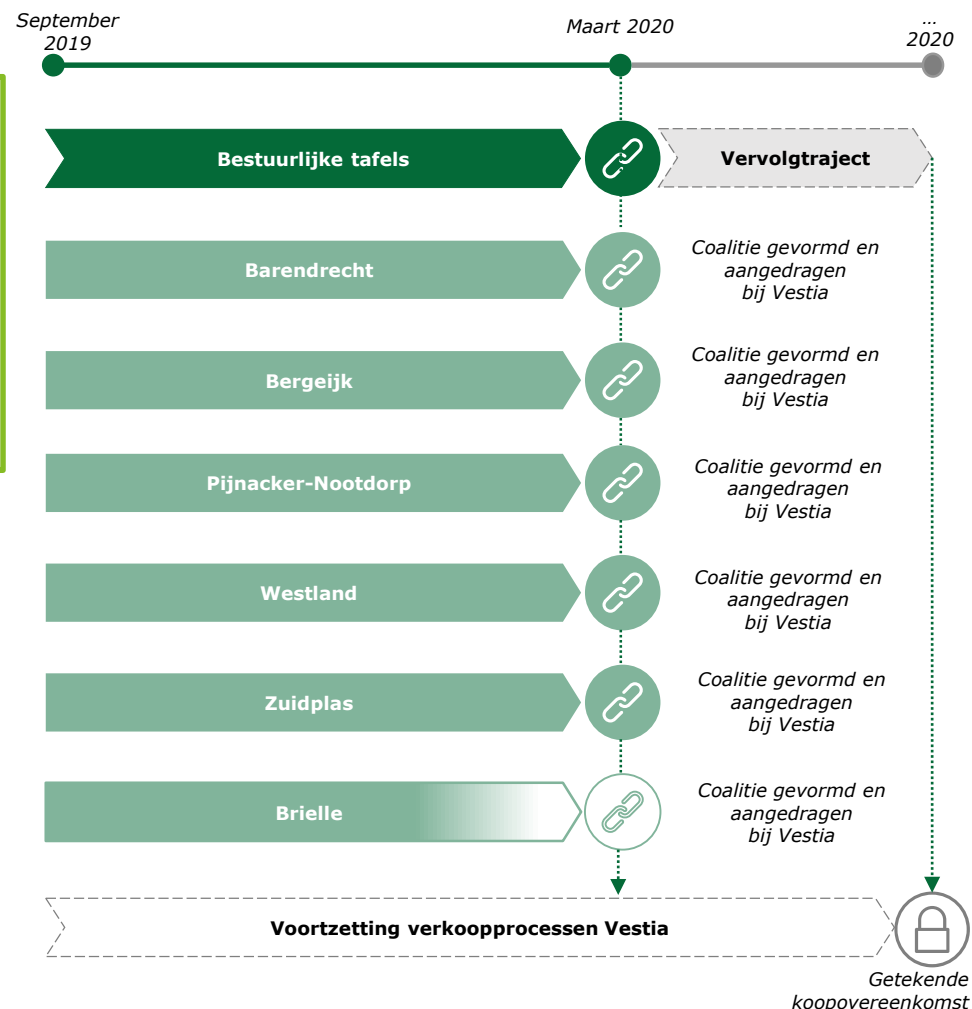 September
2019
Maart 2020
...
2020
Bestuurlijke tafels
Vervolgtraject
Barendrecht
Coalitie gevormd en
aangedragen
bij Vestia
Bergeijk
Coalitie gevormd en
aangedragen
bij Vestia
Pijnacker-Nootdorp
Coalitie gevormd en
aangedragen
bij Vestia
Westland
Coalitie gevormd en
aangedragen
bij Vestia
Zuidplas
Coalitie gevormd en
aangedragen
bij Vestia
Brielle
Coalitie gevormd en
aangedragen
bij Vestia
Voortzetting verkoopprocessen Vestia
Getekende
koopovereenkomst